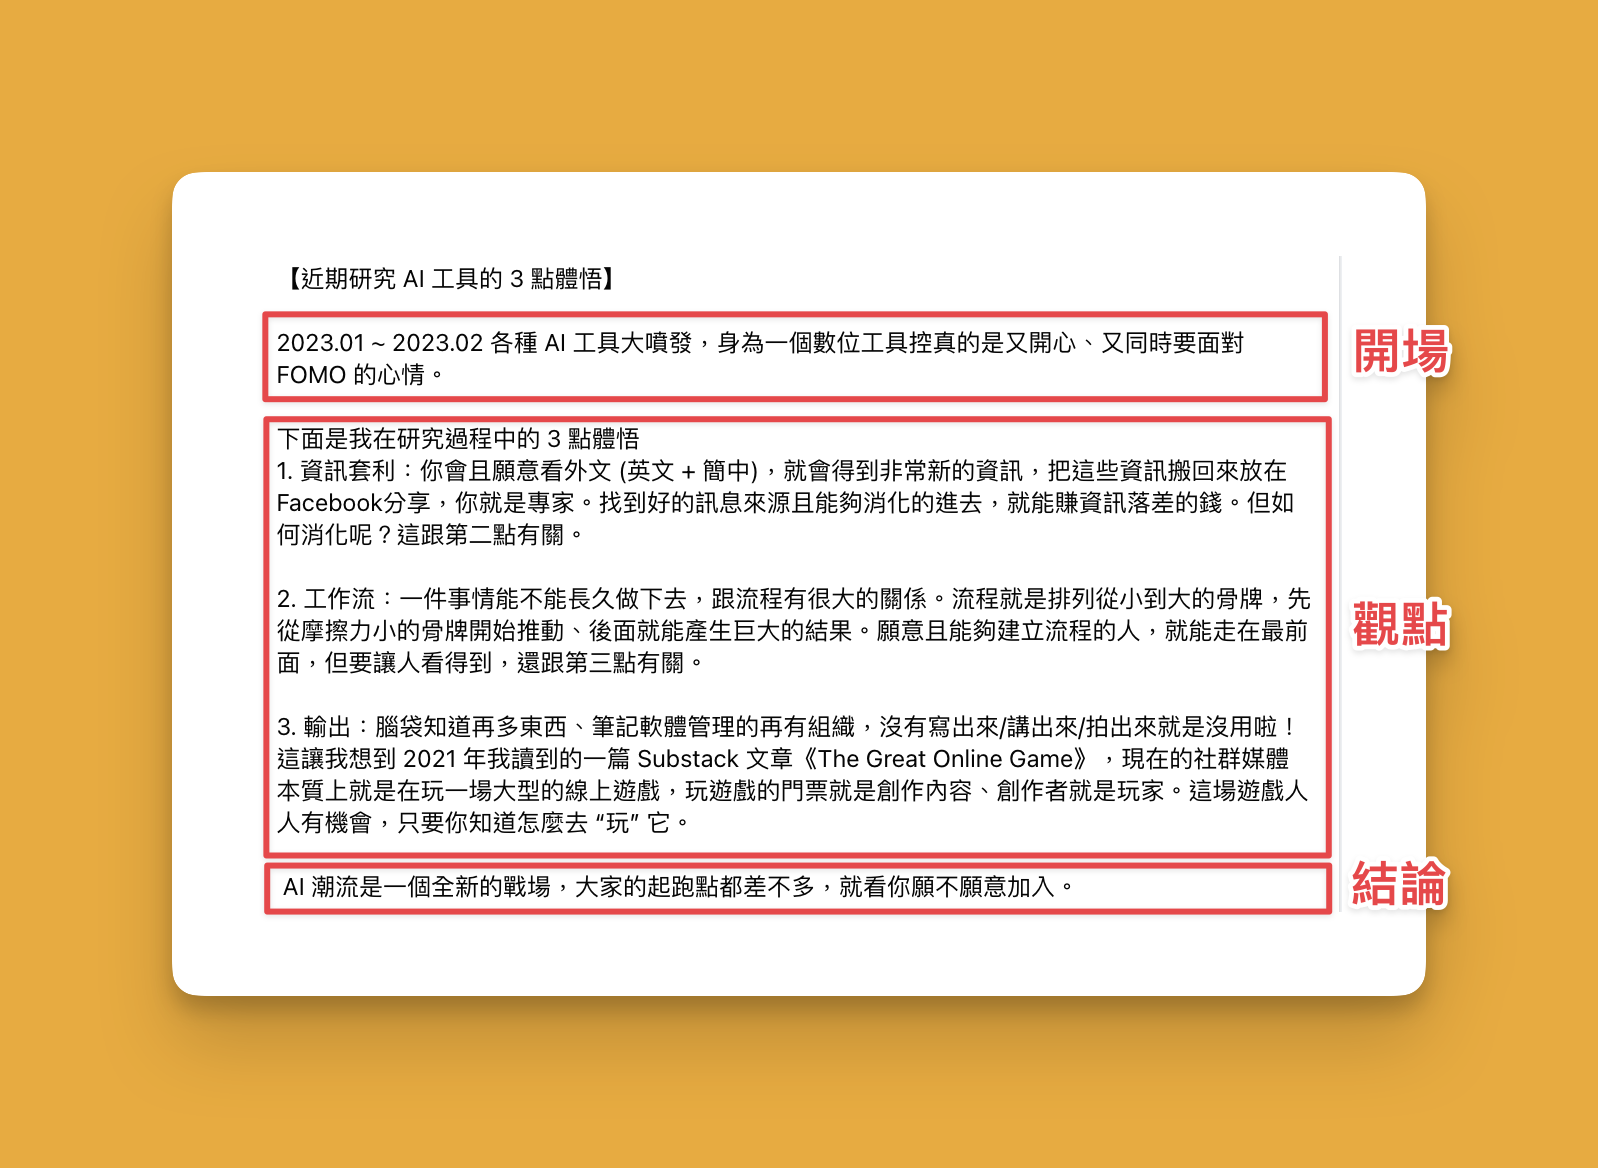 【近期研究 AI 工具的 3 點體悟】
2023.01 ~ 2023.02 各種 AI 工具大噴發，身為一個數位工具控真的是又開心、又同時要面對
FOMO 的心情。
開場
下面是我在研究過程中的 3 點體悟
1. 資訊套利：你會且願意看外文 (英文 + 簡中)，就會得到非常新的資訊，把這些資訊搬回來放在
Facebook分享，你就是專家。找到好的訊息來源且能夠消化的進去，就能賺資訊落差的錢。但如
何消化呢？這跟第二點有關。
2. 工作流：一件事情能不能長久做下去，跟流程有很大的關係。流程就是排列從小到大的骨牌，先
從摩擦力小的骨牌開始推動、後面就能產生巨大的結果。願意且能夠建立流程的人，就能走在最前
面，但要讓人看得到，還跟第三點有關。
觀點
3. 輸出：腦袋知道再多東西、筆記軟體管理的再有組織，沒有寫出來/講出來/拍出來就是沒用啦！
這讓我想到 2021 年我讀到的一篇 Substack 文章《The Great Online Game》，現在的社群媒體
本質上就是在玩一場大型的線上遊戲，玩遊戲的門票就是創作內容、創作者就是玩家。這場遊戲人
人有機會，只要你知道怎麼去 “玩” 它。
AI 潮流是一個全新的戰場，大家的起跑點都差不多，就看你願不願意加入。
結論